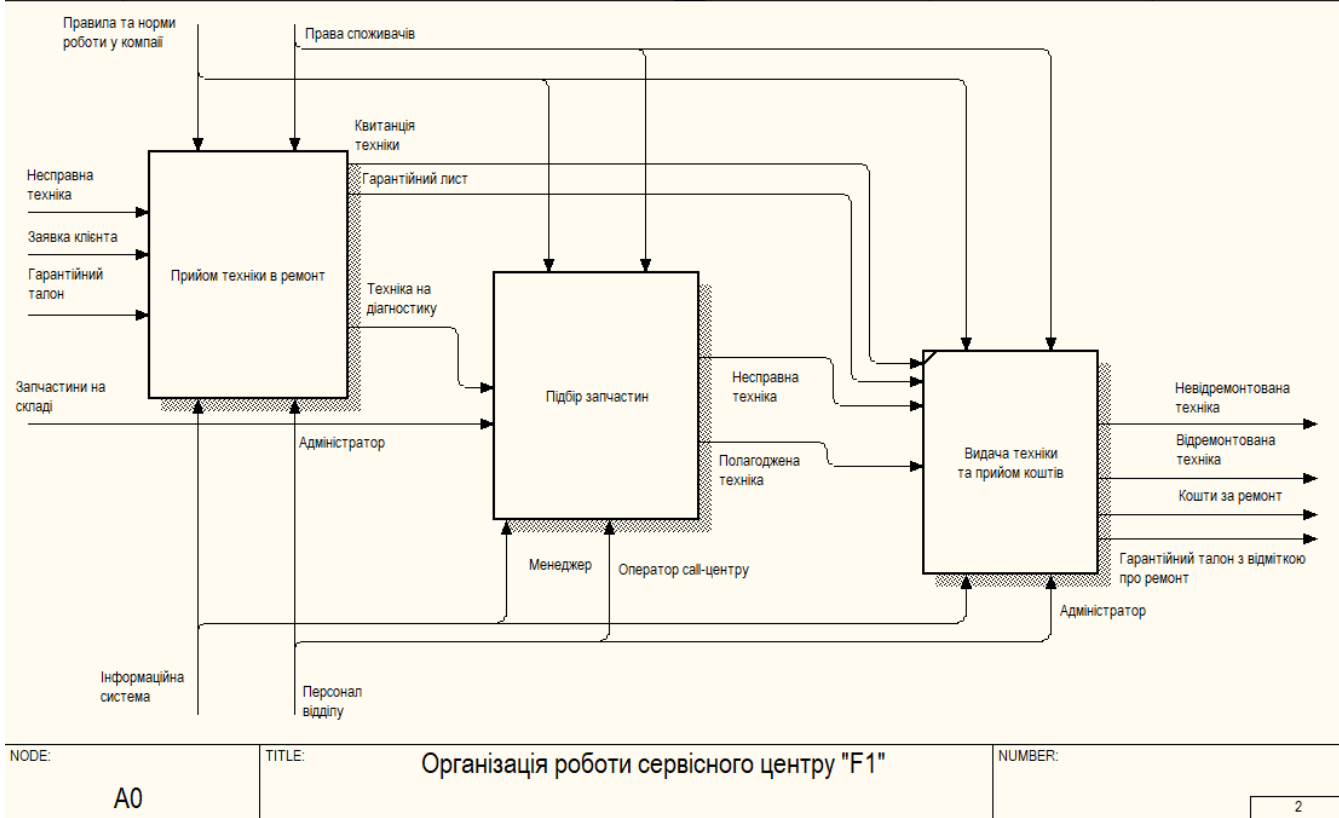 Правила та норми
роботи у компаії
Права споживачів
Квитанція
техніки
Гарантійний лист
Несправна
техніка
Заявка клієнта
Гарантійний
талон
Прийом техніки в ремонт
Техніка на
діагностику
Запчастини на
складі
Адміністратор
Підбір запчастин
Несправна
техніка
Полагоджена
техніка
Видача техніки
та прийом коштів
Невідремонтована
техніка
Відремонтована
техніка
Кошти за ремонт
Гарантійний талон з відміткою
про ремонт
Менеджер
Оператор call-центру
Адміністратор
Інформаційна
система
Персонал
відділу
NODE:
A0
TITLE:
Організація роботи сервісного центру "F1"
NUMBER:
2